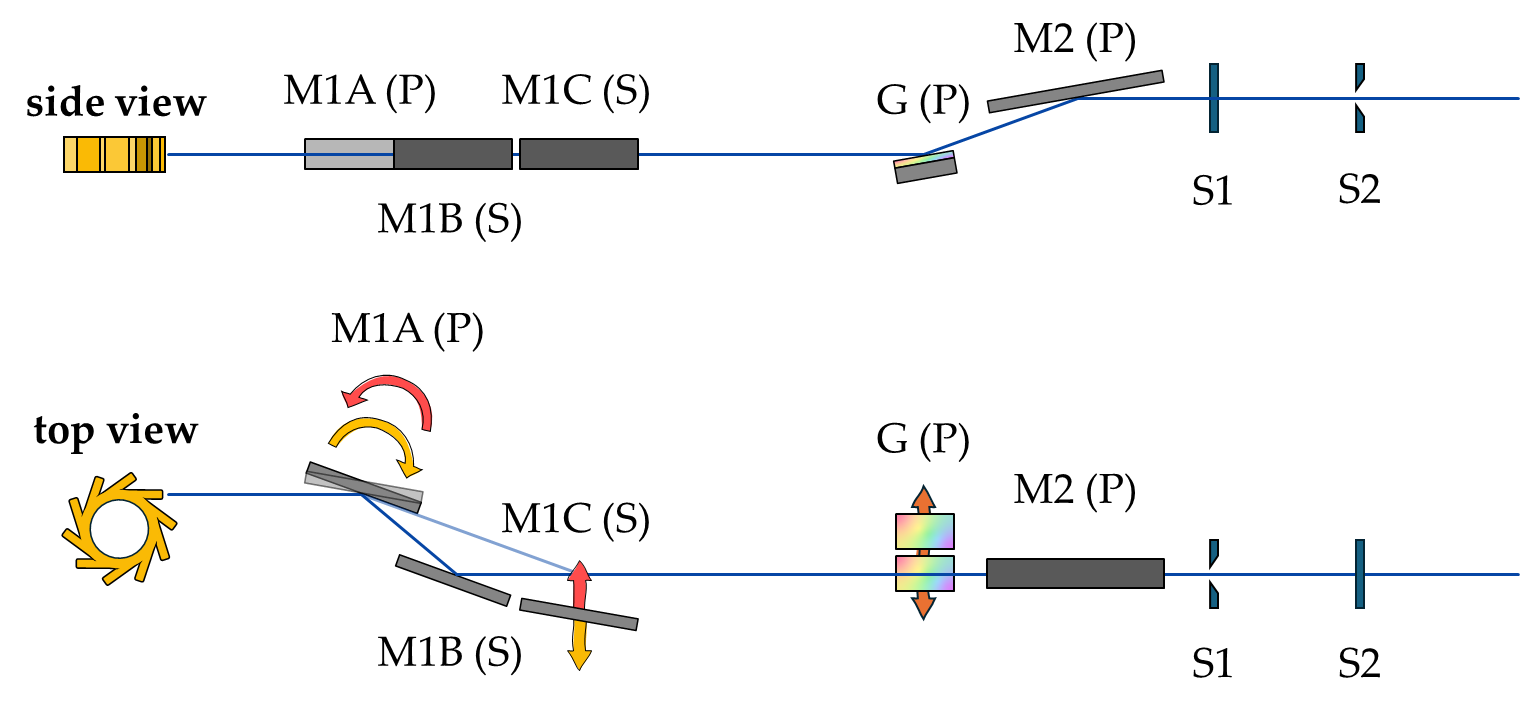 M2 (P)
M1A (P)
M1C (S)
G (P)
side view
S1
S2
M1B (S)
M1A (P)
top view
G (P)
M2 (P)
M1C (S)
M1B (S)
S1
S2